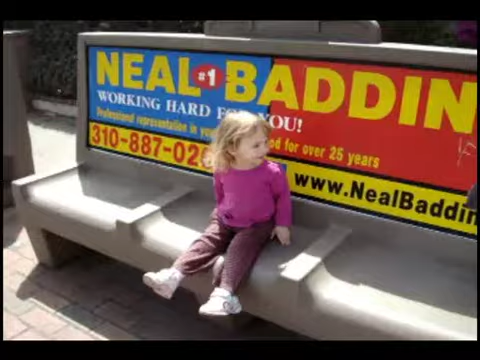 NEAL #1 BADDIN
WORKING HARD FOR YOU!
Professional representation in for over 25 years
310-887-02
www.NealBaddin